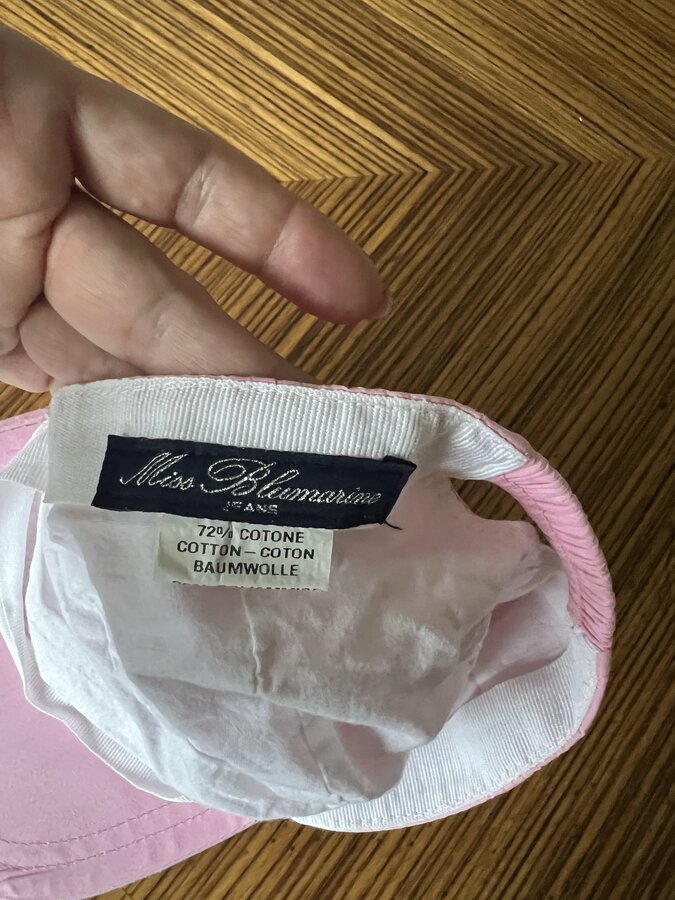 Miss Blumarine
JEANS
72% COTONE
COTTON – COTON
BAUMWOLLE